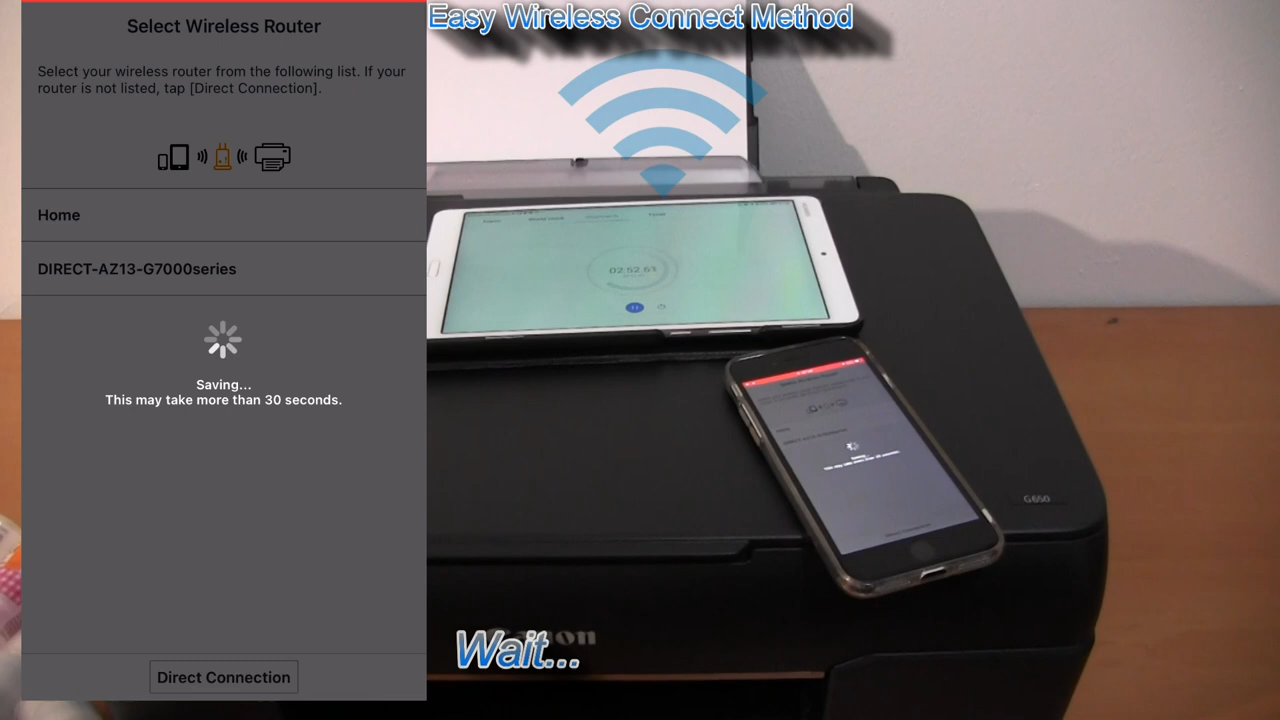 Select Wireless Router
Select your wireless router from the following list. If your
router is not listed, tap [Direct Connection].
Home
DIRECT-AZ13-G7000series
Saving...
This may take more than 30 seconds.
Direct Connection
Easy Wireless Connect Method
02:52.
G650
Canon
Wait...